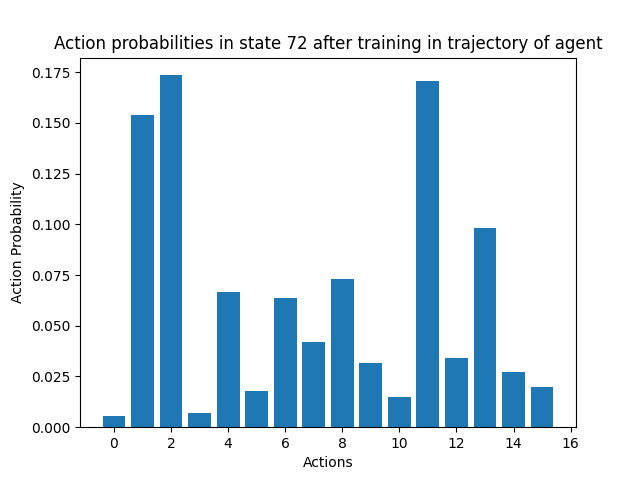 Action probabilities in state 72 after training in trajectory of agent
0.175
0.150
0.125
0.100
0.075
0.050
0.025
0.000
Action Probability
0 2 4 6 8 10 12 14 16
Actions